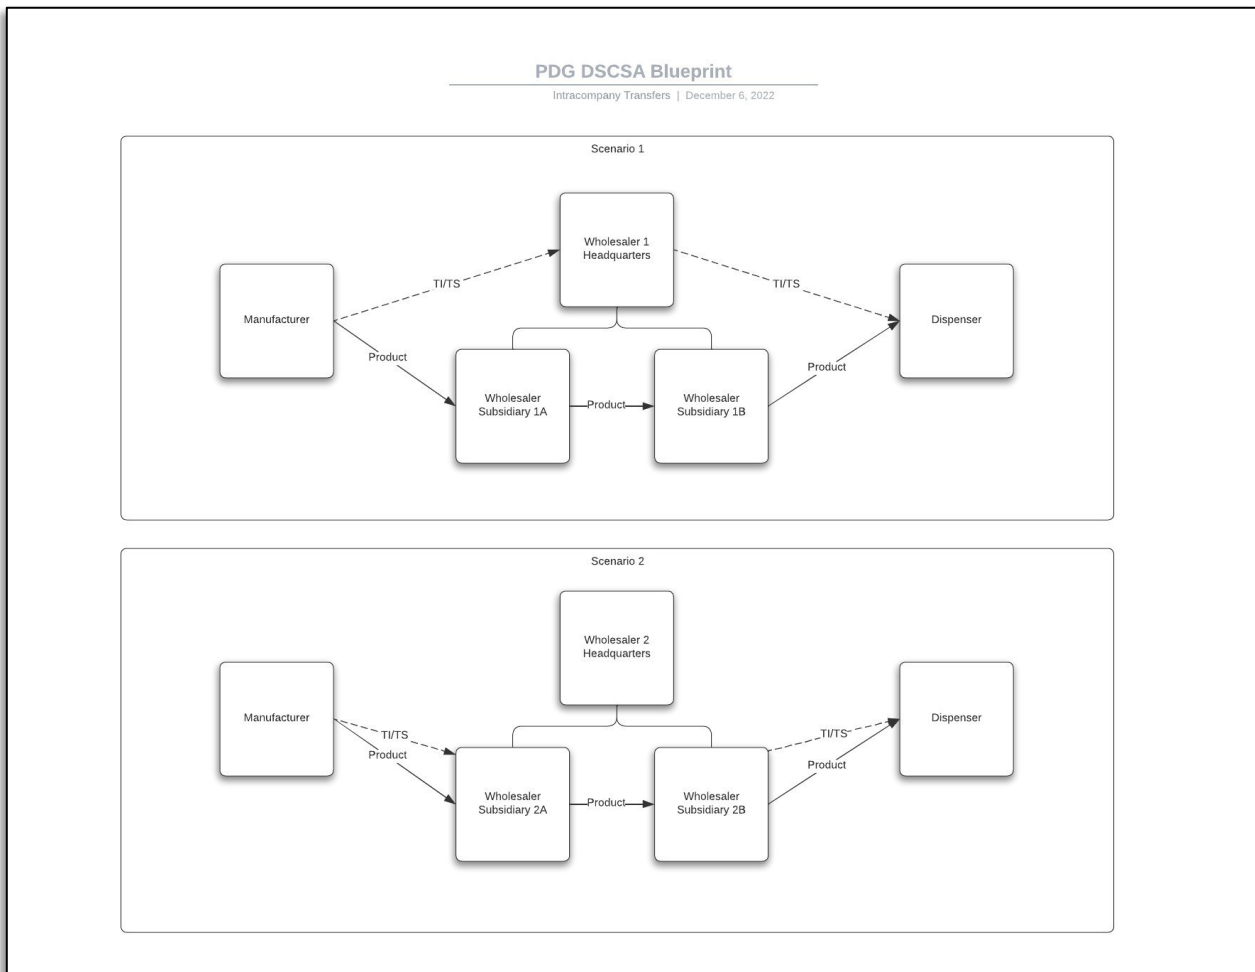 PDG DSCSA Blueprint
Intracompany Transfers | December 6, 2022
Scenario 1
Wholesaler 1
Headquarters
TI/TS
TI/TS
Manufacturer
Dispenser
Product
Product
Wholesaler
Subsidiary 1A
Product
Wholesaler
Subsidiary 1B
Scenario 2
Wholesaler 2
Headquarters
Manufacturer
Dispenser
TI/TS
TI/TS
Product
Product
Wholesaler
Subsidiary 2A
Product
Wholesaler
Subsidiary 2B